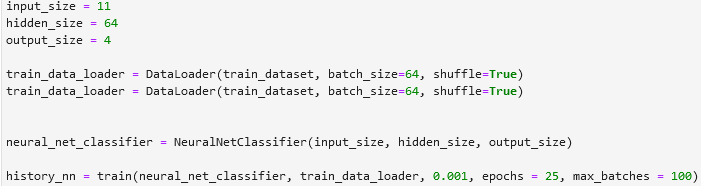 input_size = 11
hidden_size = 64
output_size = 4
train_data_loader = DataLoader(train_dataset, batch_size=64, shuffle=True)
train_data_loader = DataLoader(train_dataset, batch_size=64, shuffle=True)
neural_net_classifier = NeuralNetClassifier(input_size, hidden_size, output_size)
history_nn = train(neural_net_classifier, train_data_loader, 0.001, epochs = 25, max_batches = 100)